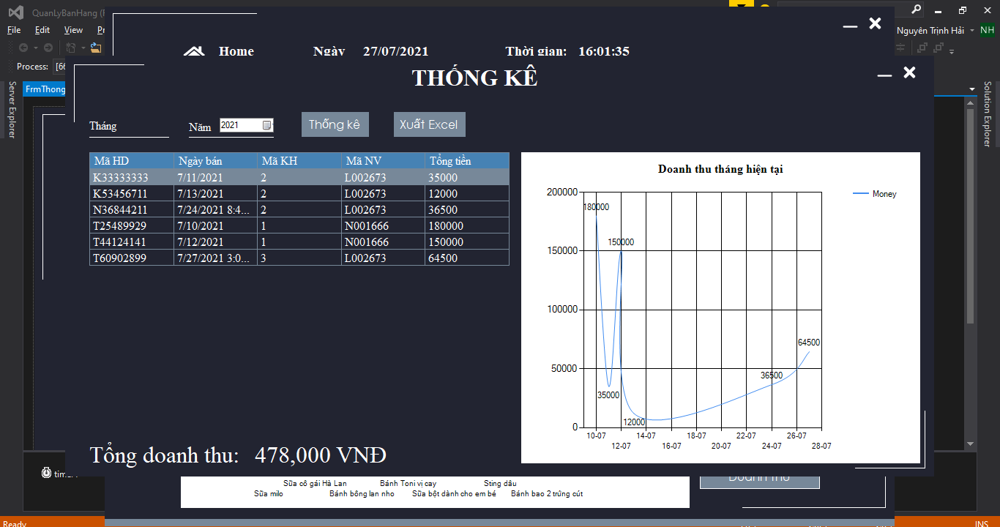 QuanLyBanHang (
File Edit View Pr
Nguyễn Trịnh Hải NH
Home Ngày 27/07/2021 Thời gian: 16:01:35
Process: [66
Server Explorer
FrmThong
Solution Explorer
THỐNG KÊ
Tháng Năm 2021 Thống kê Xuất Excel
Mã HD Ngày bán Mã KH Mã NV Tổng tiền
K33333333 7/11/2021 2 L002673 35000
K53456711 7/13/2021 2 L002673 12000
N36844211 7/24/2021 8:4... 2 L002673 36500
T25489929 7/10/2021 1 N001666 180000
T44124141 7/12/2021 1 N001666 150000
T60902899 7/27/2021 3:0... 3 L002673 64500
Doanh thu tháng hiện tại
Money
200000
180000
150000
150000
100000
64500
50000
36500
35000
12000
0
10-07 14-07 18-07 22-07 26-07
12-07 16-07 20-07 24-07 28-07
Tổng doanh thu: 478,000 VNĐ
Doanh thu
Sữa cô gái Hà Lan Bánh Toni vị cay Sting dâu
Sữa milo Bánh bông lan nho Sữa bột dành cho em bé Bánh bao 2 trứng cút
Ready INS